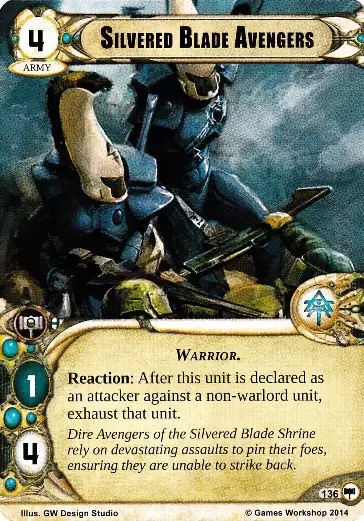 4
SILVERED BLADE AVENGERS
ARMY
WARRIOR.
1
Reaction: After this unit is declared as
an attacker against a non-warlord unit,
exhaust that unit.
4
Dire Avengers of the Silvered Blade Shrine
rely on devastating assaults to pin their foes,
ensuring they are unable to strike back.
136
Illus. GW Design Studio
© Games Workshop 2014